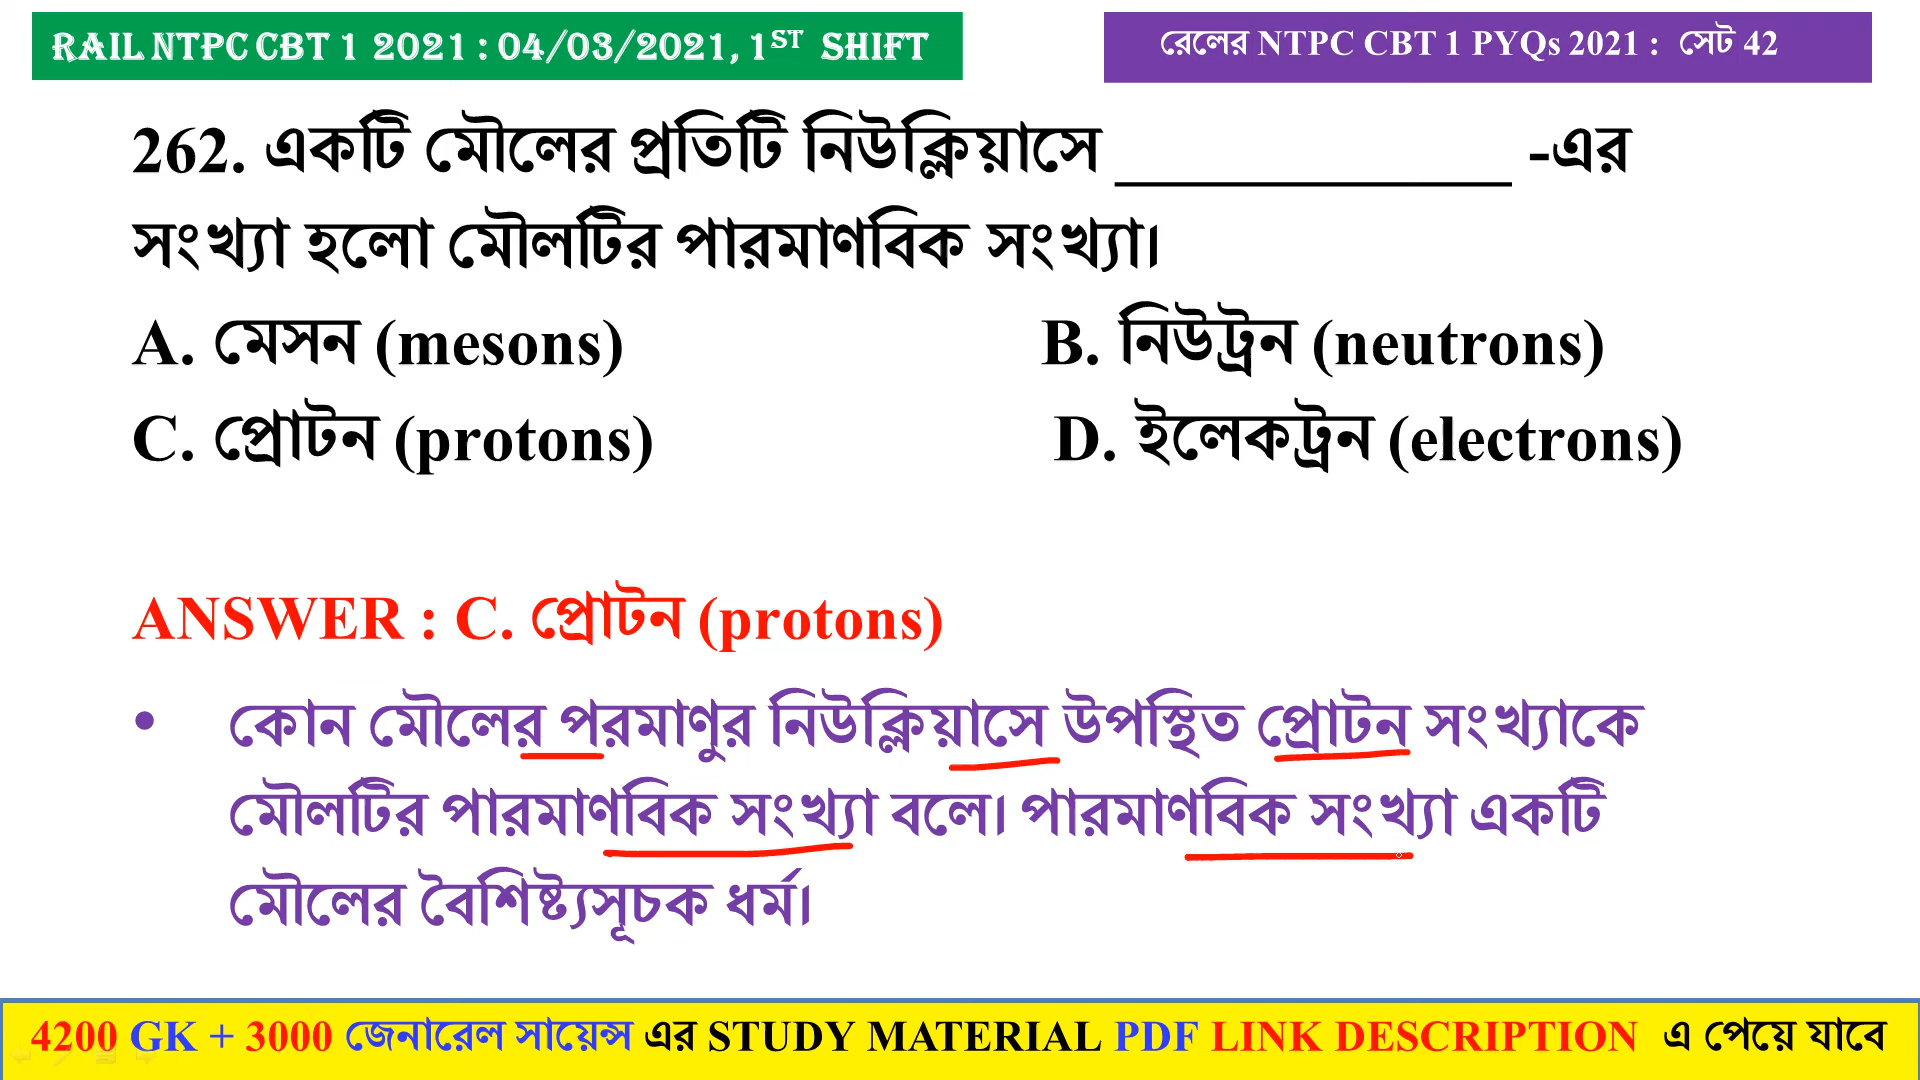 RAIL NTPC CBT 1 2021 : 04/03/2021, 1ST SHIFT
রেলের NTPC CBT 1 PYQs 2021 : সেট 42
262. একটি মৌলের প্রতিটি নিউক্লিয়াসে ____________ -এর
সংখ্যা হলো মৌলটির পারমাণবিক সংখ্যা।
A. মেসন (mesons) B. নিউট্রন (neutrons)
C. প্রোটন (protons) D. ইলেকট্রন (electrons)
ANSWER : C. প্রোটন (protons)
• কোন মৌলের পরমাণুর নিউক্লিয়াসে উপস্থিত প্রোটন সংখ্যাকে
মৌলটির পারমাণবিক সংখ্যা বলে। পারমাণবিক সংখ্যা একটি
মৌলের বৈশিষ্ট্যসূচক ধর্ম।
4200 GK + 3000 জেনারেল সায়েন্স এর STUDY MATERIAL PDF LINK DESCRIPTION এ পেয়ে যাবে